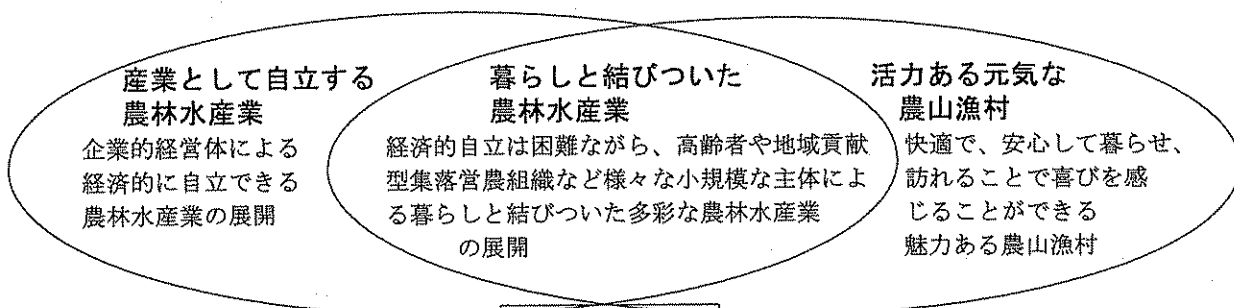 産業として自立する
農林水産業
企業的経営体による
経済的に自立できる
農林水産業の展開
暮らしと結びついた
農林水産業
経済的自立は困難ながら、高齢者や地域貢献
型集落営農組織など様々な小規模な主体によ
る暮らしと結びついた多彩な農林水産業
の展開
活力ある元気な
農山漁村
快適で、安心して暮らせ、
訪れることで喜びを感
じることができる
魅力ある農山漁村